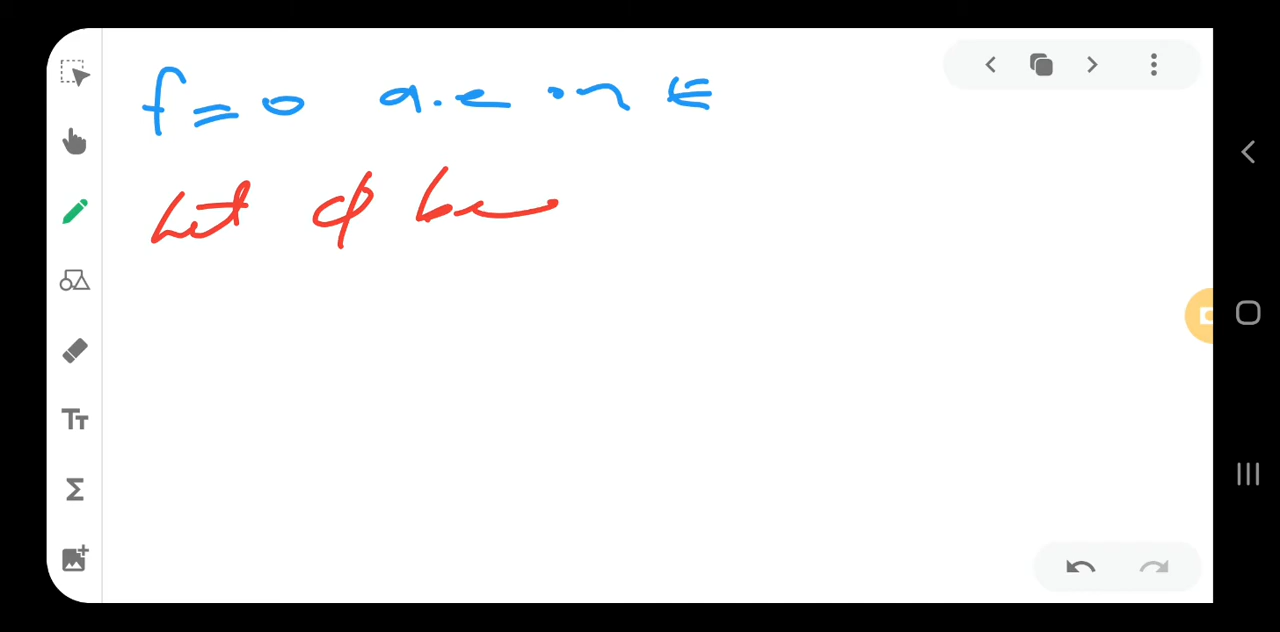 f = 0 a.e on E
Let φ be